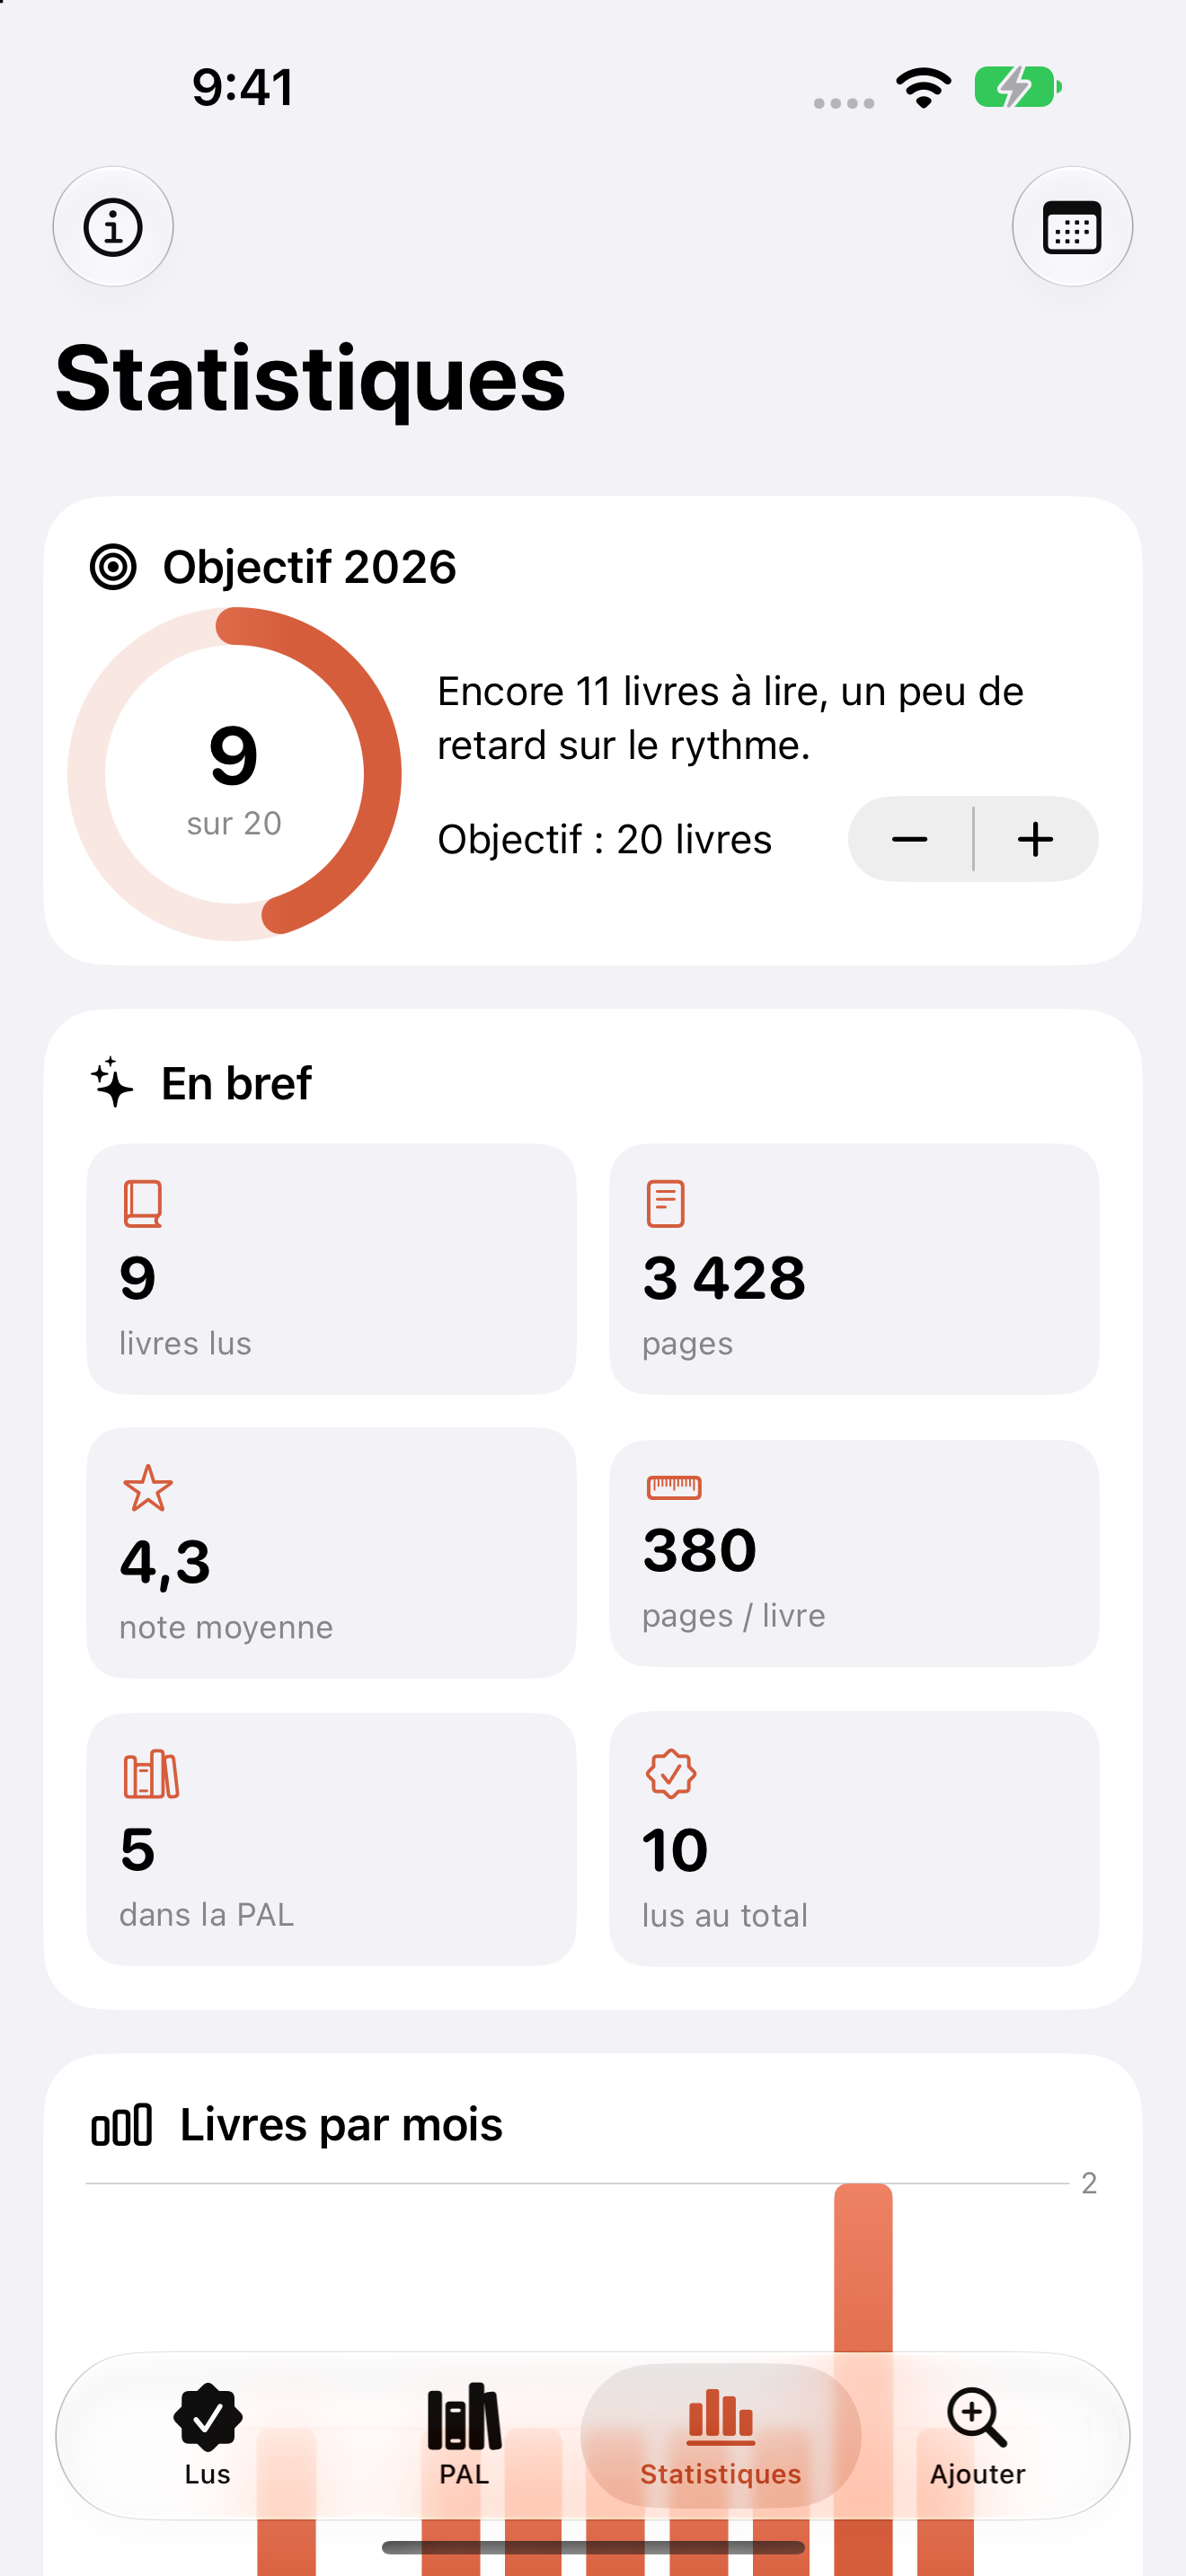 9:41
Statistiques
Objectif 2026
9
sur 20
Encore 11 livres à lire, un peu de
retard sur le rythme.
Objectif : 20 livres
En bref
9
livres lus
3 428
pages
4,3
note moyenne
380
pages / livre
5
dans la PAL
10
lus au total
Livres par mois
2
Lus
PAL
Statistiques
Ajouter